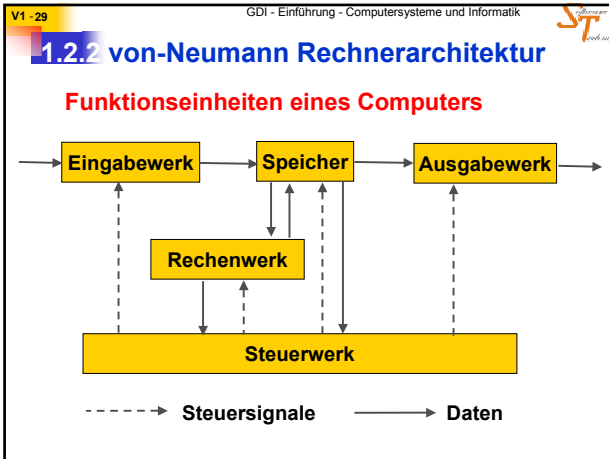 V1 - 29
GDI - Einführung - Computersysteme und Informatik
1.2.2 von-Neumann Rechnerarchitektur
Funktionseinheiten eines Computers
Eingabewerk Speicher Ausgabewerk
Rechenwerk
Steuerwerk
Steuersignale Daten